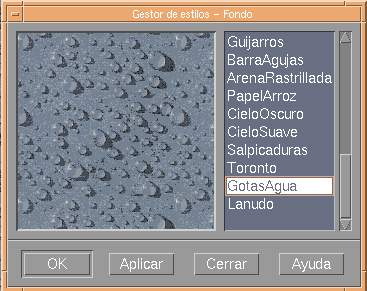 Gestor de estilos – Fondo
Guijarros
BarraAgujas
ArenaRastrillada
PapelArroz
CieloOscuro
CieloSuave
Salpicaduras
Toronto
GotasAgua
Lanudo
OK Aplicar Cerrar Ayuda